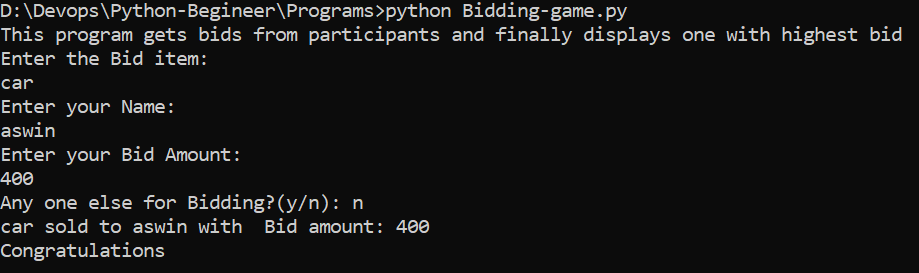 D:\Devops\Python-Begineer\Programs>python Bidding-game.py
This program gets bids from participants and finally displays one with highest bid
Enter the Bid item:
car
Enter your Name:
aswin
Enter your Bid Amount:
400
Any one else for Bidding?(y/n): n
car sold to aswin with  Bid amount: 400
Congratulations